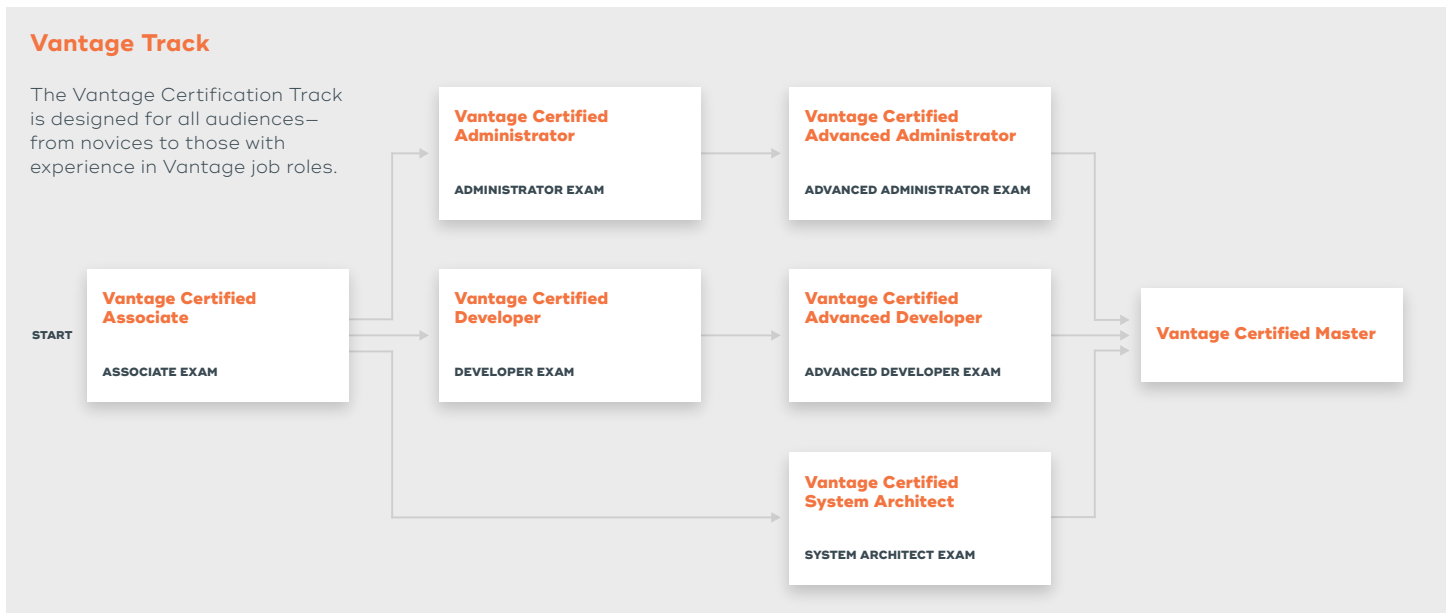 Vantage Track
The Vantage Certification Track
is designed for all audiences—
from novices to those with
experience in Vantage job roles.
Vantage Certified
Administrator
ADMINISTRATOR EXAM
Vantage Certified
Advanced Administrator
ADVANCED ADMINISTRATOR EXAM
START
Vantage Certified
Associate
ASSOCIATE EXAM
Vantage Certified
Developer
DEVELOPER EXAM
Vantage Certified
Advanced Developer
ADVANCED DEVELOPER EXAM
Vantage Certified Master
Vantage Certified
System Architect
SYSTEM ARCHITECT EXAM